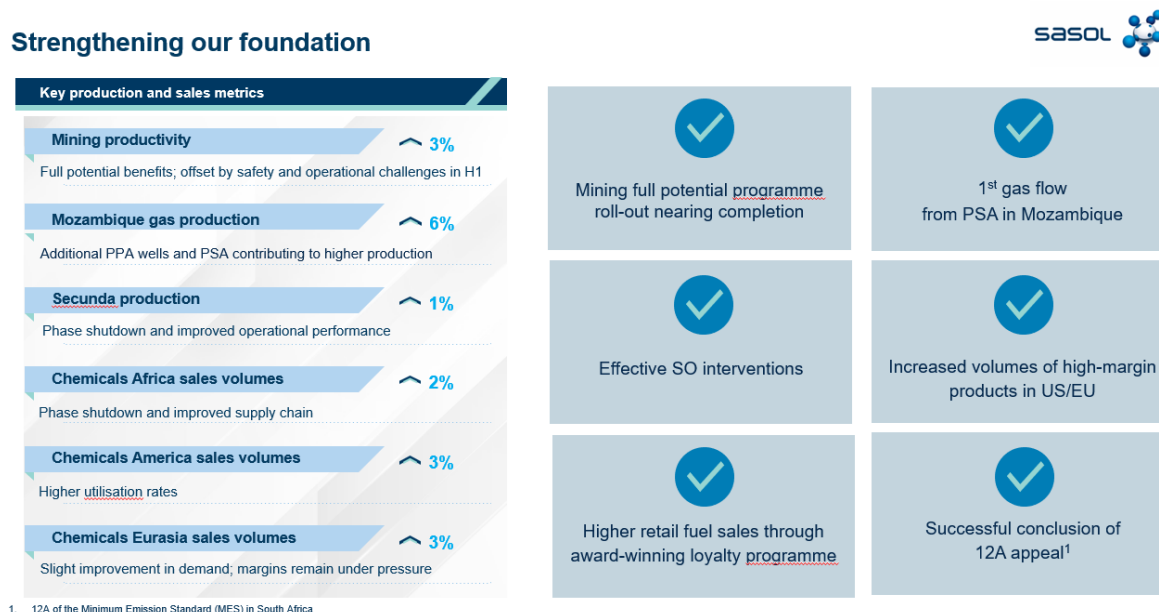 Strengthening our foundation
sasol
Key production and sales metrics
Mining productivity
3%
Full potential benefits; offset by safety and operational challenges in H1
Mozambique gas production
6%
Additional PPA wells and PSA contributing to higher production
Secunda production
1%
Phase shutdown and improved operational performance
Chemicals Africa sales volumes
2%
Phase shutdown and improved supply chain
Chemicals America sales volumes
3%
Higher utilisation rates
Chemicals Eurasia sales volumes
3%
Slight improvement in demand; margins remain under pressure
Mining full potential programme
roll-out nearing completion
1st gas flow
from PSA in Mozambique
Effective SO interventions
Increased volumes of high-margin
products in US/EU
Higher retail fuel sales through
award-winning loyalty programme
Successful conclusion of
12A appeal1
1. 12A of the Minimum Emission Standard (MES) in South Africa